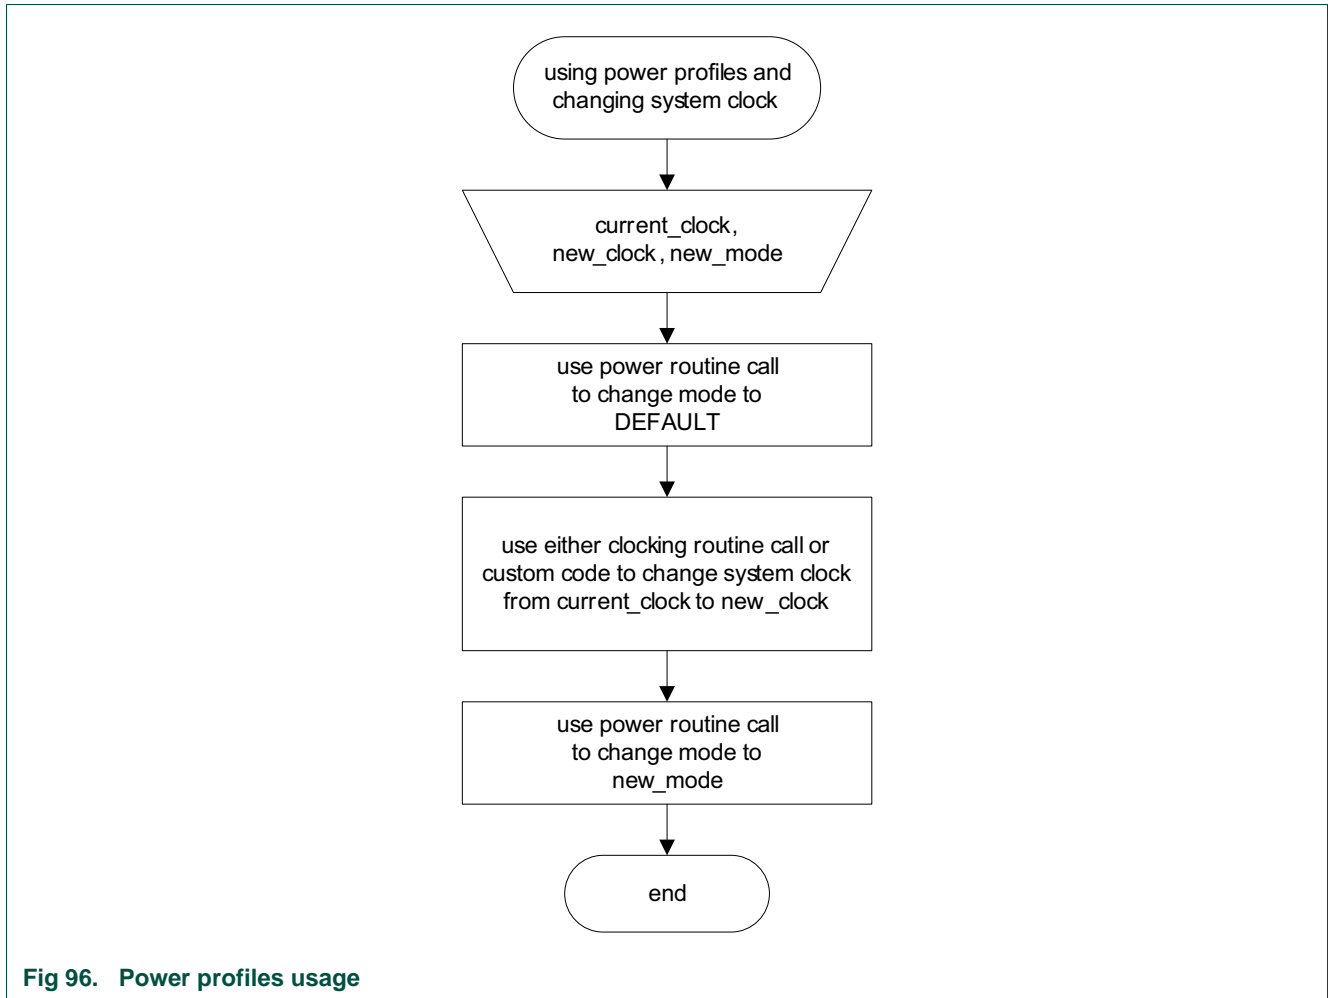 using power profiles and
changing system clock
current_clock,
new_clock, new_mode
use power routine call
to change mode to
DEFAULT
use either clocking routine call or
custom code to change system clock
from current_clock to new_clock
use power routine call
to change mode to
new_mode
end
Fig 96. Power profiles usage